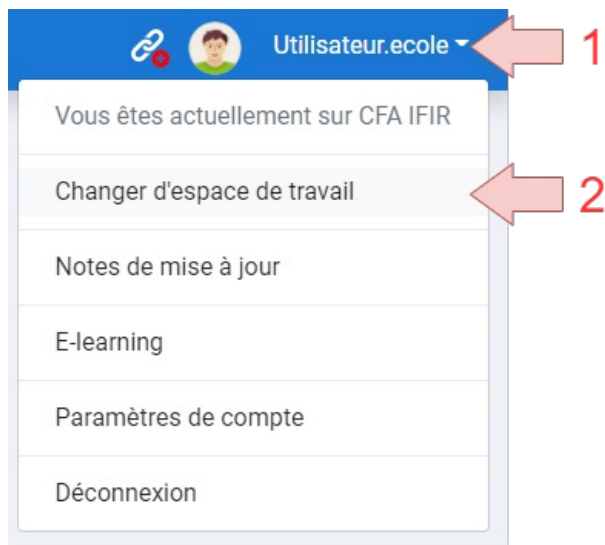 Utilisateur.ecole
1
Vous êtes actuellement sur CFA IFIR
Changer d'espace de travail
2
Notes de mise à jour
E-learning
Paramètres de compte
Déconnexion